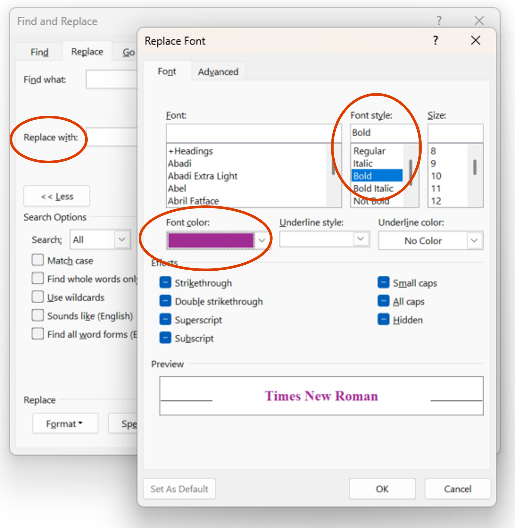 Find and Replace ? ×
Find Replace Go
Find what:
Replace with:
<< Less
Search Options
Search: All
Match case
Find whole words onl
Use wildcards
Sounds like (English)
Find all word forms (E
Replace
Format Spe
Replace Font ? ×
Font Advanced
Font: Font style: Size:
Bold
+Headings Regular 8
Abadi Italic 9
Abadi Extra Light Bold 10
Abel Bold Italic 11
Abril Fatface Not Bold 12
Font color: Underline style: Underline color:
No Color
Effects
Strikethrough Small caps
Double strikethrough All caps
Superscript Hidden
Subscript
Preview
Times New Roman
Set As Default OK Cancel